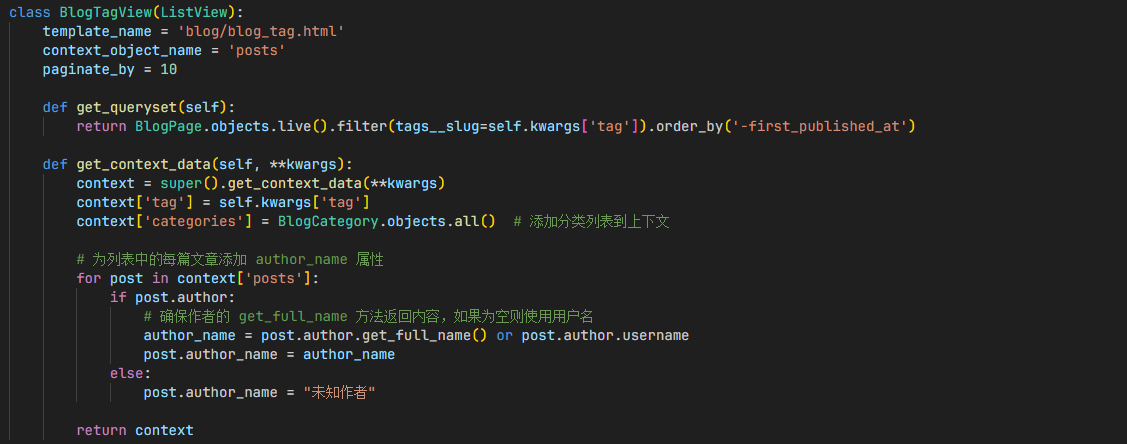 class BlogTagView(ListView):
    template_name = 'blog/blog_tag.html'
    context_object_name = 'posts'
    paginate_by = 10
    def get_queryset(self):
        return BlogPage.objects.live().filter(tags__slug=self.kwargs['tag']).order_by('-first_published_at')
    def get_context_data(self, **kwargs):
        context = super().get_context_data(**kwargs)
        context['tag'] = self.kwargs['tag']
        context['categories'] = BlogCategory.objects.all()  # 添加分类列表到上下文
        # 为列表中的每篇文章添加 author_name 属性
        for post in context['posts']:
            if post.author:
                # 确保作者的 get_full_name 方法返回内容，如果为空则使用用户名
                author_name = post.author.get_full_name() or post.author.username
                post.author_name = author_name
            else:
                post.author_name = "未知作者"
        return context